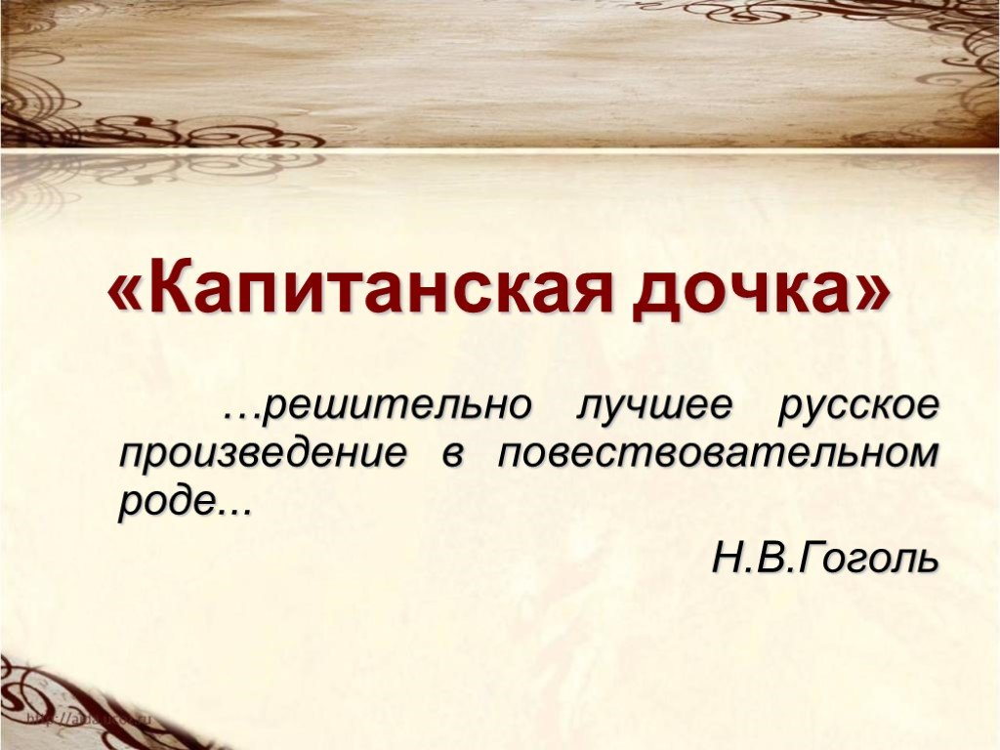 «Капитанская дочка»
…решительно лучшее русское
произведение в повествовательном
роде...
Н.В.Гоголь